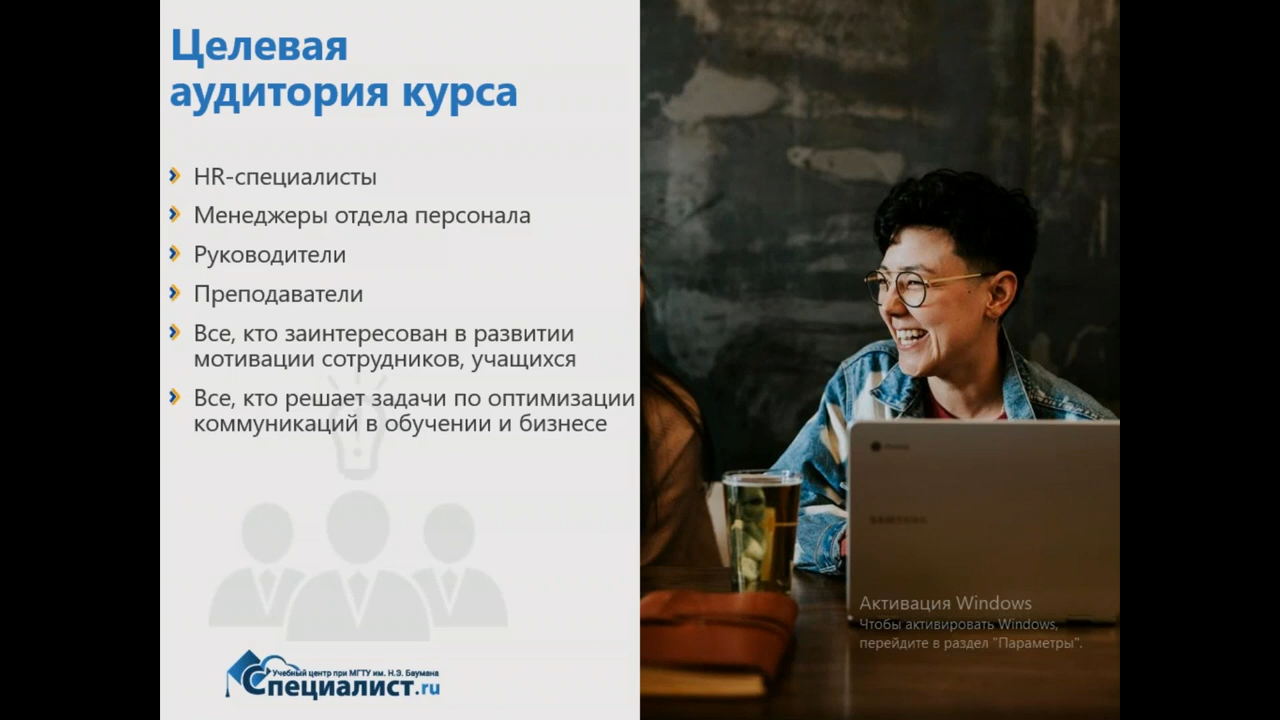 Целевая
аудитория курса
HR-специалисты
Менеджеры отдела персонала
Руководители
Преподаватели
Все, кто заинтересован в развитии
мотивации сотрудников, учащихся
Все, кто решает задачи по оптимизации
коммуникаций в обучении и бизнесе
Учебный центр при МГТУ им. Н.Э. Баумана
Специалист.ru
SAMSUNG
Активация Windows
Чтобы активировать Windows,
перейдите в раздел "Параметры".